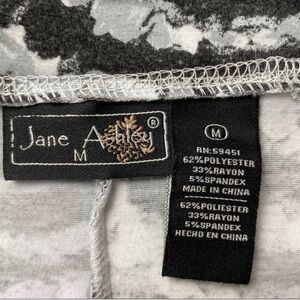 Jane Ashley ®
M
M
RN:59451
62%POLYESTER
33%RAYON
5%SPANDEX
MADE IN CHINA
62%POLIESTER
33%RAYON
5%SPANDEX
HECHO EN CHINA